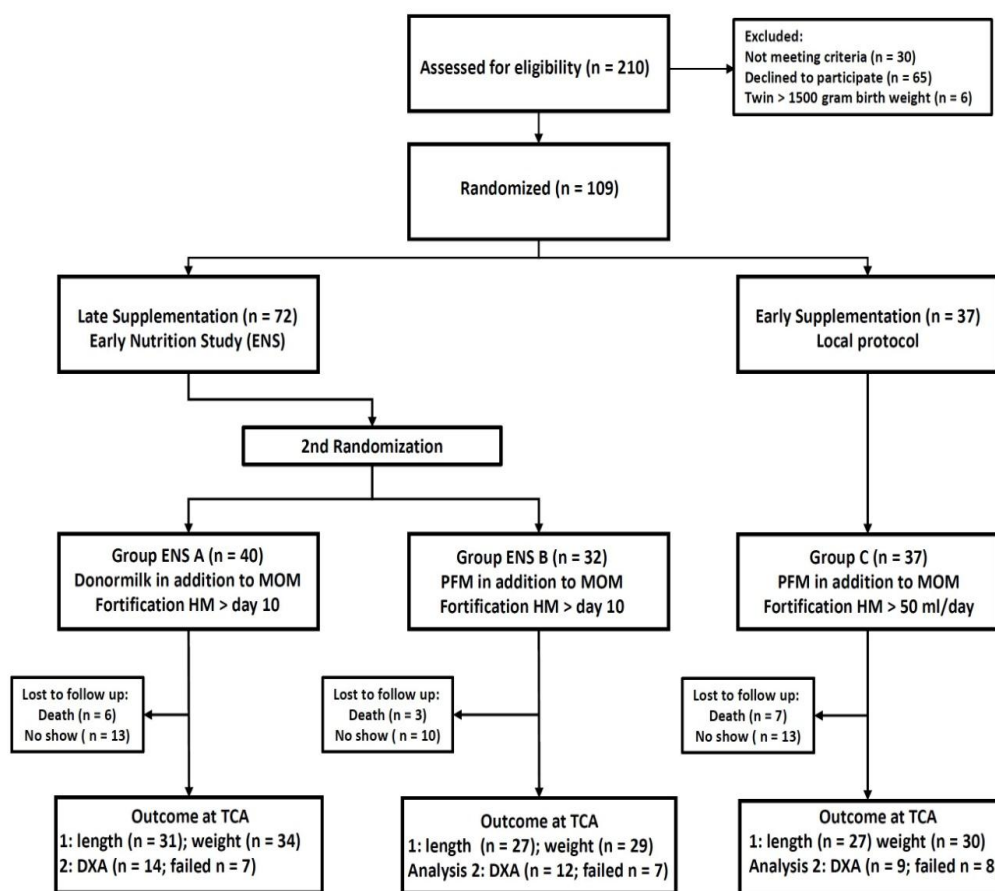 Assessed for eligibility (n = 210)
Excluded:
Not meeting criteria (n = 30)
Declined to participate (n = 65)
Twin > 1500 gram birth weight (n = 6)
Randomized (n = 109)
Late Supplementation (n = 72)
Early Nutrition Study (ENS)
Early Supplementation (n = 37)
Local protocol
2nd Randomization
Group ENS A (n = 40)
Donormilk in addition to MOM
Fortification HM > day 10
Group ENS B (n = 32)
PFM in addition to MOM
Fortification HM > day 10
Group C (n = 37)
PFM in addition to MOM
Fortification HM > 50 ml/day
Lost to follow up:
Death (n = 6)
No show ( n = 13)
Lost to follow up:
Death (n = 3)
No show ( n = 10)
Lost to follow up:
Death (n = 7)
No show ( n = 13)
Outcome at TCA
1: length (n = 31); weight (n = 34)
2: DXA (n = 14; failed n = 7)
Outcome at TCA
1: length (n = 27); weight (n = 29)
Analysis 2: DXA (n = 12; failed n = 7)
Outcome at TCA
1: length (n = 27) weight (n = 30)
Analysis 2: DXA (n = 9; failed n = 8